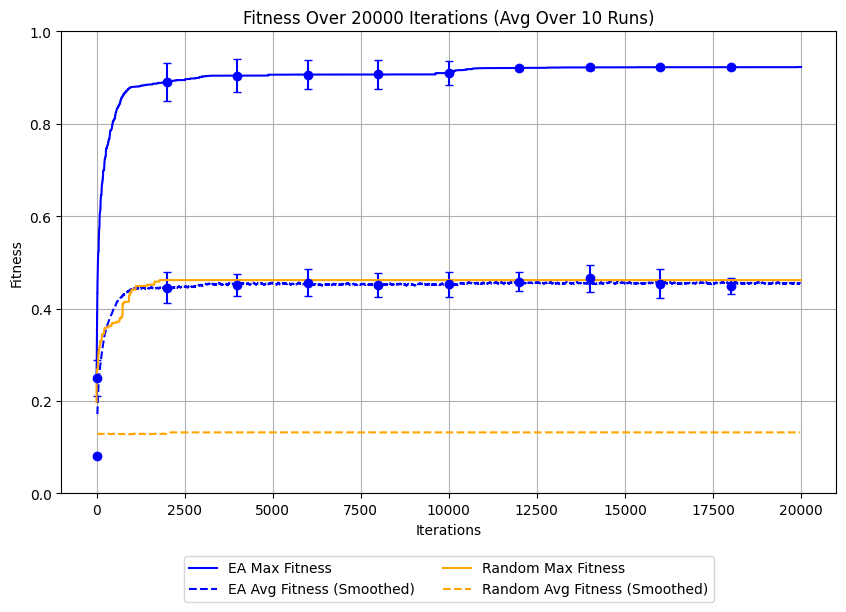 Fitness Over 20000 Iterations (Avg Over 10 Runs)
1.0
0.8
0.6
0.4
0.2
0.0
Fitness
0 2500 5000 7500 10000 12500 15000 17500 20000
Iterations
EA Max Fitness
EA Avg Fitness (Smoothed)
Random Max Fitness
Random Avg Fitness (Smoothed)